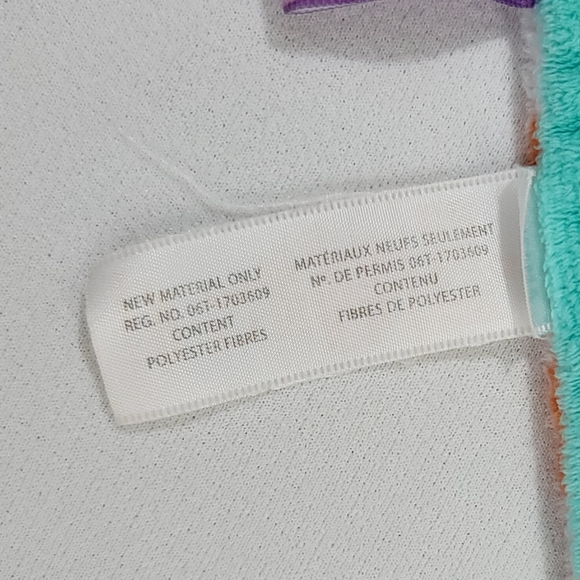 NEW MATERIAL ONLY
REG. NO. 06T-1703609
CONTENT
POLYESTER FIBRES
MATÉRIAUX NEUFS SEULEMENT
Nº. DE PERMIS 06T-1703609
CONTENU
FIBRES DE POLYESTER